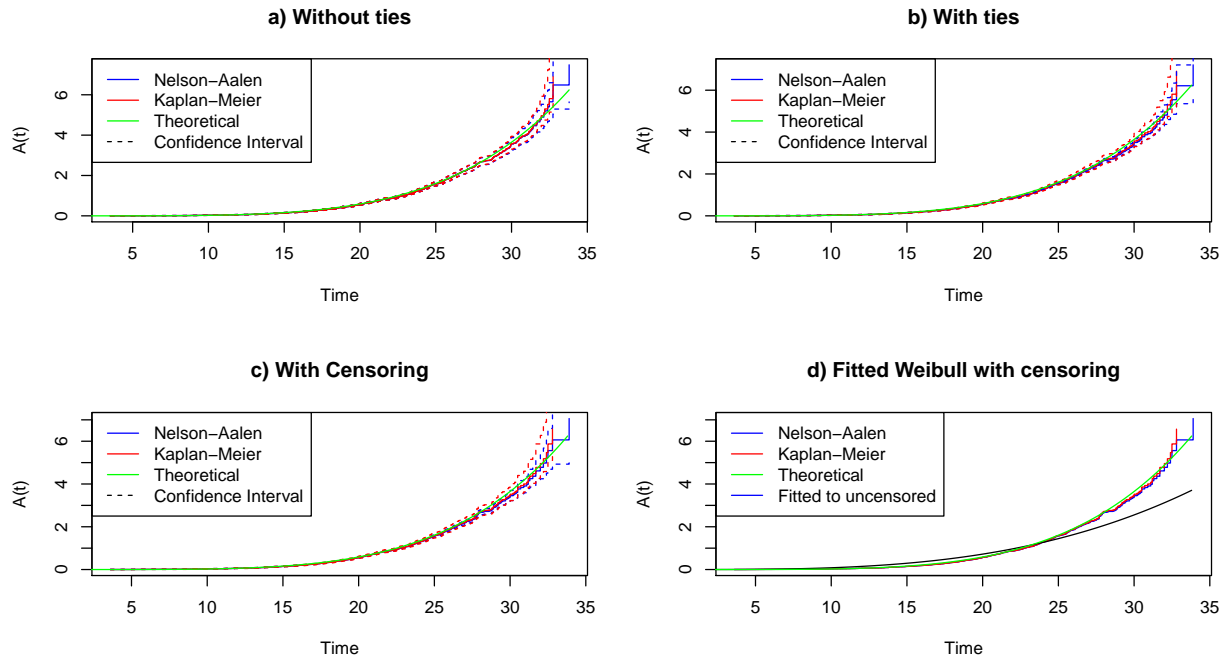 a) Without ties
A(t)
0 2 4 6
Nelson−Aalen
Kaplan−Meier
Theoretical
Confidence Interval
5 10 15 20 25 30 35
Time
b) With ties
A(t)
0 2 4 6
Nelson−Aalen
Kaplan−Meier
Theoretical
Confidence Interval
5 10 15 20 25 30 35
Time
c) With Censoring
A(t)
0 2 4 6
Nelson−Aalen
Kaplan−Meier
Theoretical
Confidence Interval
5 10 15 20 25 30 35
Time
d) Fitted Weibull with censoring
A(t)
0 2 4 6
Nelson−Aalen
Kaplan−Meier
Theoretical
Fitted to uncensored
5 10 15 20 25 30 35
Time